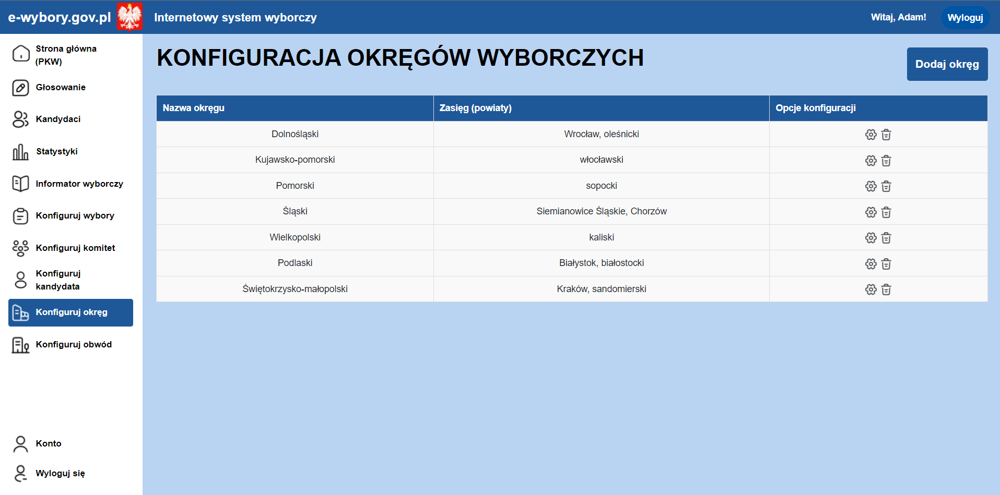 e-wybory.gov.pl
Internetowy system wyborczy
Witaj, Adam!
Wyloguj
Strona główna
(PKW)
Głosowanie
Kandydaci
Statystyki
Informator wyborczy
Konfiguruj wybory
Konfiguruj komitet
Konfiguruj
kandydata
Konfiguruj okręg
Konfiguruj obwód
Konto
Wyloguj się
KONFIGURACJA OKRĘGÓW WYBORCZYCH
Dodaj okręg
Nazwa okręgu Zasięg (powiaty) Opcje konfiguracji
Dolnośląski Wrocław, oleśnicki
Kujawsko-pomorski włocławski
Pomorski sopocki
Śląski Siemianowice Śląskie, Chorzów
Wielkopolski kaliski
Podlaski Białystok, białostocki
Świętokrzysko-małopolski Kraków, sandomierski